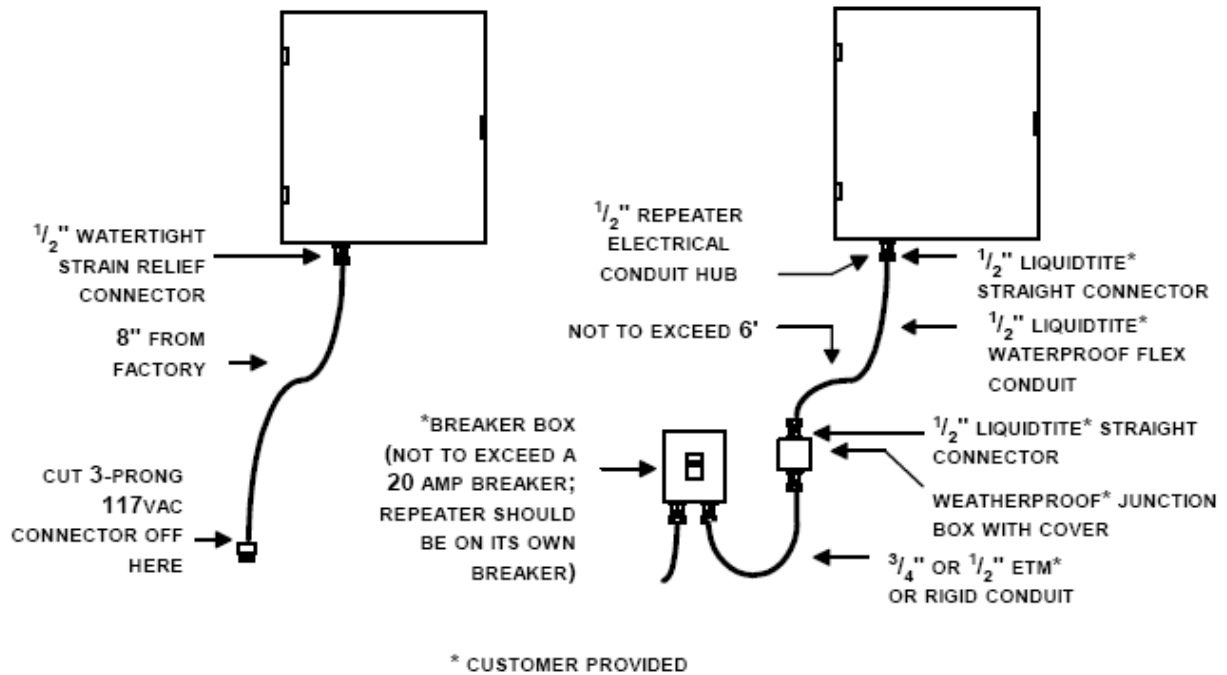 1/2" WATERTIGHT
STRAIN RELIEF
CONNECTOR
8" FROM
FACTORY
CUT 3-PRONG
117VAC
CONNECTOR OFF
HERE
1/2" REPEATER
ELECTRICAL
CONDUIT HUB
NOT TO EXCEED 6'
*BREAKER BOX
(NOT TO EXCEED A
20 AMP BREAKER;
REPEATER SHOULD
BE ON ITS OWN
BREAKER)
1/2" LIQUIDTITE*
STRAIGHT CONNECTOR
1/2" LIQUIDTITE*
WATERPROOF FLEX
CONDUIT
1/2" LIQUIDTITE* STRAIGHT
CONNECTOR
WEATHERPROOF* JUNCTION
BOX WITH COVER
3/4" OR 1/2" ETM*
OR RIGID CONDUIT
* CUSTOMER PROVIDED